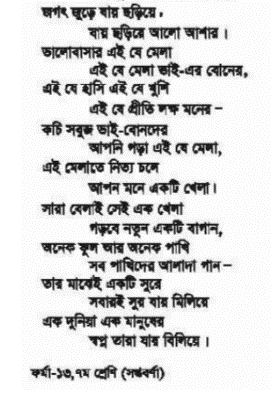 জগৎ জুড়ে যায় ছড়িয়ে,
যায় ছড়িয়ে আলো আশার।
ভালোবাসার এই যে মেলা
এই যে মেলা ভাই-এর বোনের,
এই যে হাসি এই যে খুশি
এই যে প্রীতি লক্ষ মনের–
কচি সবুজ ভাই-বোনদের
আপনি গড়া এই যে মেলা,
এই মেলাতে নিত্য চলে
আপন মনে একটি খেলা।
সারা বেলাই সেই এক খেলা
গড়বে নতুন একটি বাগান,
অনেক ফুল আর অনেক পাখি
সব পাখিদের আলাদা গান–
তার মাঝেই একটি সুরে
সবারই সুর যায় মিলিয়ে
এক দুনিয়া এক মানুষের
স্বপ্ন তারা যায় বিলিয়ে।
ফর্মা-১৩,৭ম শ্রেণি (সপ্তবর্ণা)